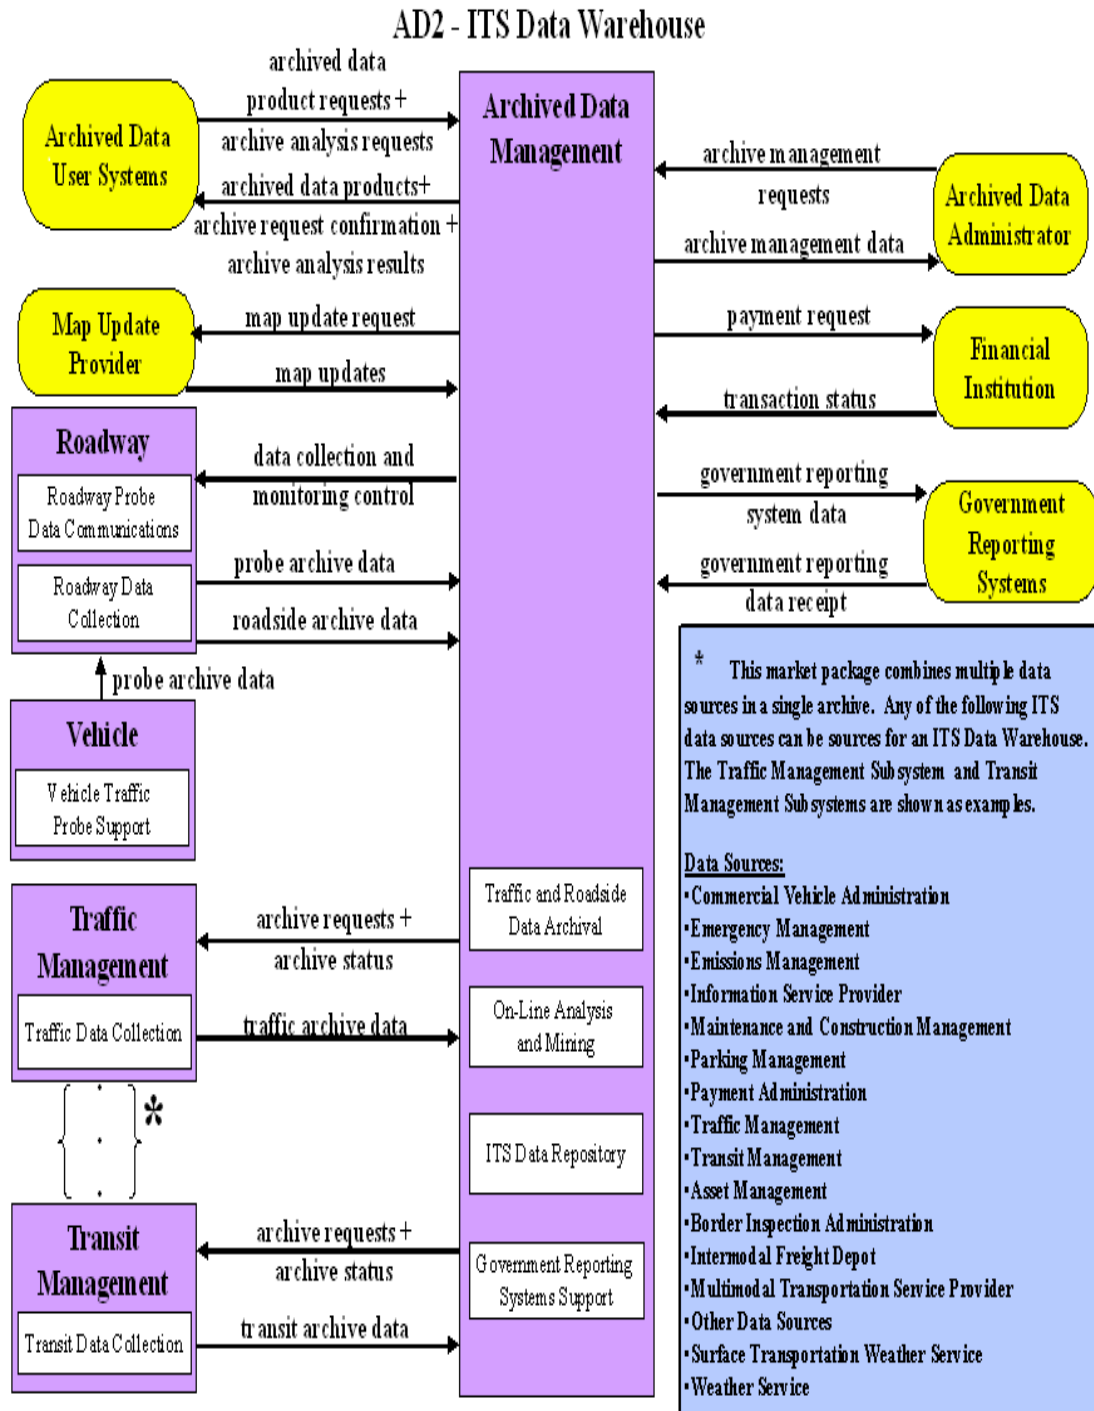 AD2 - ITS Data Warehouse
archived data
product requests +
archive analysis requests
archived data products+
archive request confirmation +
archive analysis results
Archived Data
User Systems
Archived Data
Management
archive management
requests
archive management data
Archived Data
Administrator
Map Update
Provider
map update request
map updates
payment request
transaction status
Financial
Institution
Roadway
Roadway Probe
Data Communications
Roadway Data
Collection
data collection and
monitoring control
probe archive data
roadside archive data
government reporting
system data
government reporting
data receipt
Government
Reporting
Systems
probe archive data
Vehicle
Vehicle Traffic
Probe Support
Traffic
Management
Traffic Data Collection
archive requests +
archive status
traffic archive data
*
Transit
Management
Transit Data Collection
archive requests +
archive status
transit archive data
Traffic and Roadside
Data Archival
On-Line Analysis
and Mining
ITS Data Repository
Government Reporting
Systems Support
* This market package combines multiple data
sources in a single archive. Any of the following ITS
data sources can be sources for an ITS Data Warehouse.
The Traffic Management Subsystem and Transit
Management Subsystems are shown as examples.
Data Sources:
•Commercial Vehicle Administration
•Emergency Management
•Emissions Management
•Information Service Provider
•Maintenance and Construction Management
•Parking Management
•Payment Administration
•Traffic Management
•Transit Management
•Asset Management
•Border Inspection Administration
•Intermodal Freight Depot
•Multimodal Transportation Service Provider
•Other Data Sources
•Surface Transportation Weather Service
•Weather Service